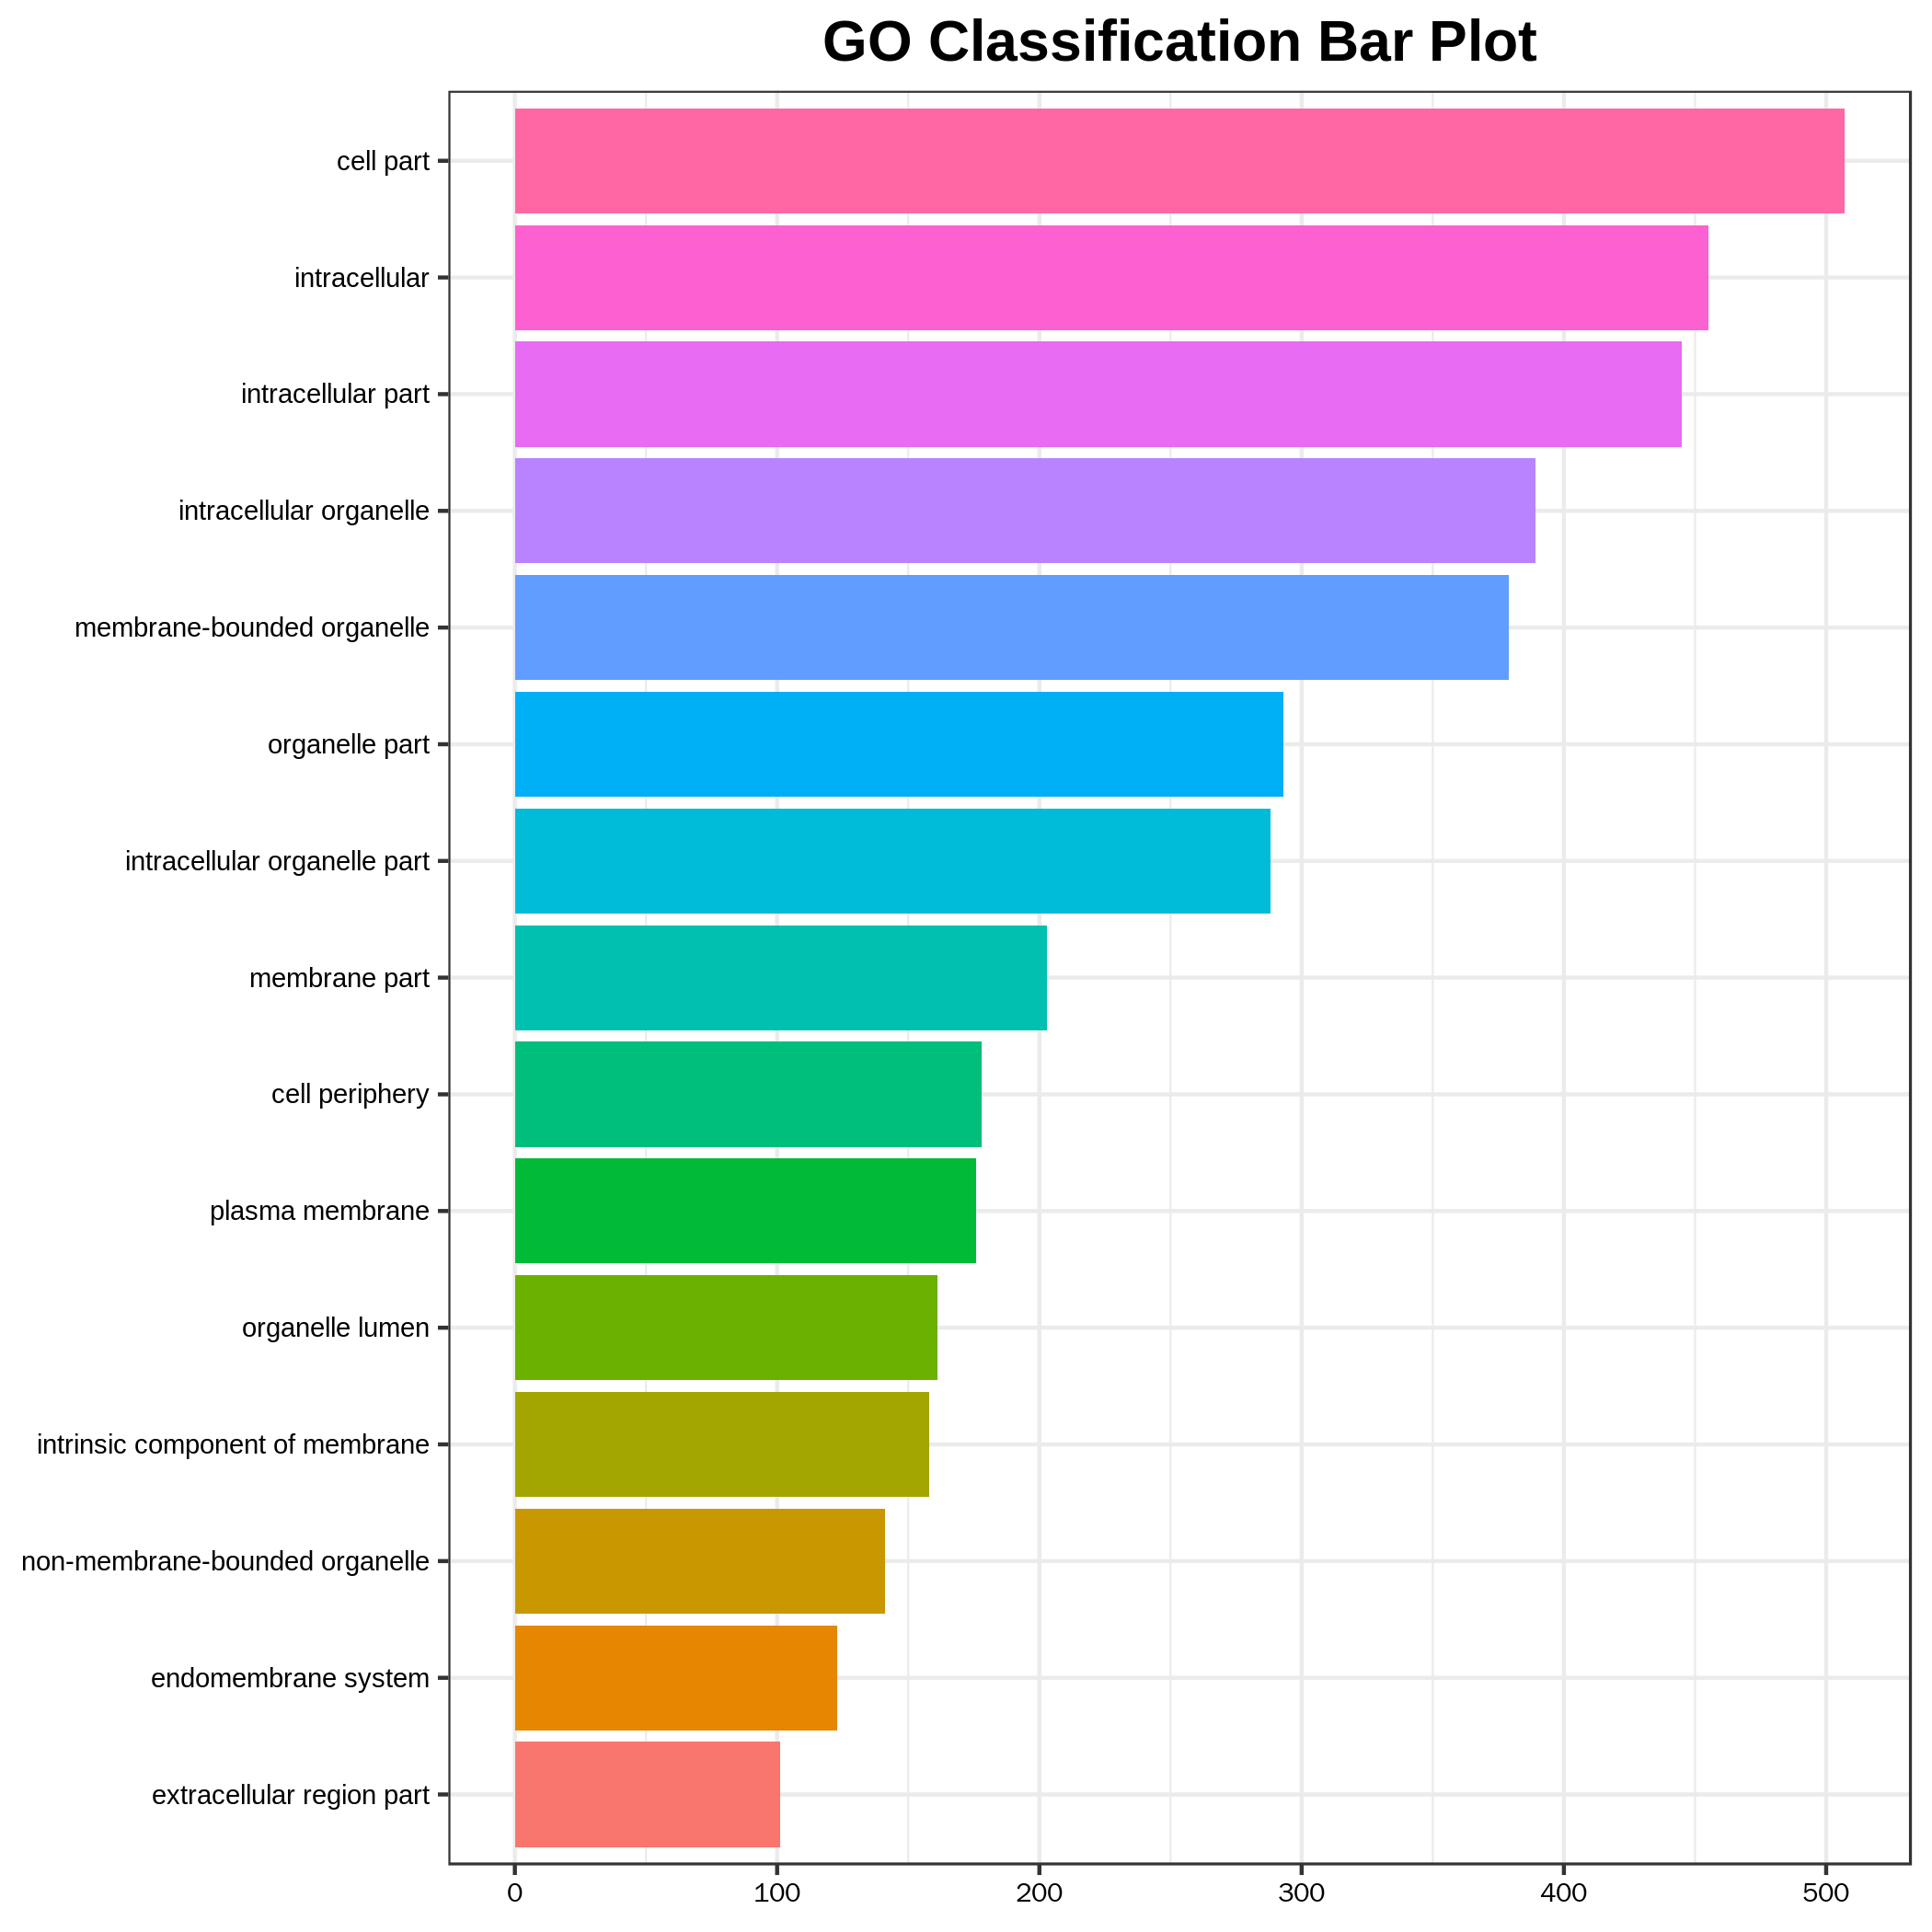 GO Classification Bar Plot
cell part
intracellular
intracellular part
intracellular organelle
membrane-bounded organelle
organelle part
intracellular organelle part
membrane part
cell periphery
plasma membrane
organelle lumen
intrinsic component of membrane
non-membrane-bounded organelle
endomembrane system
extracellular region part
0 100 200 300 400 500